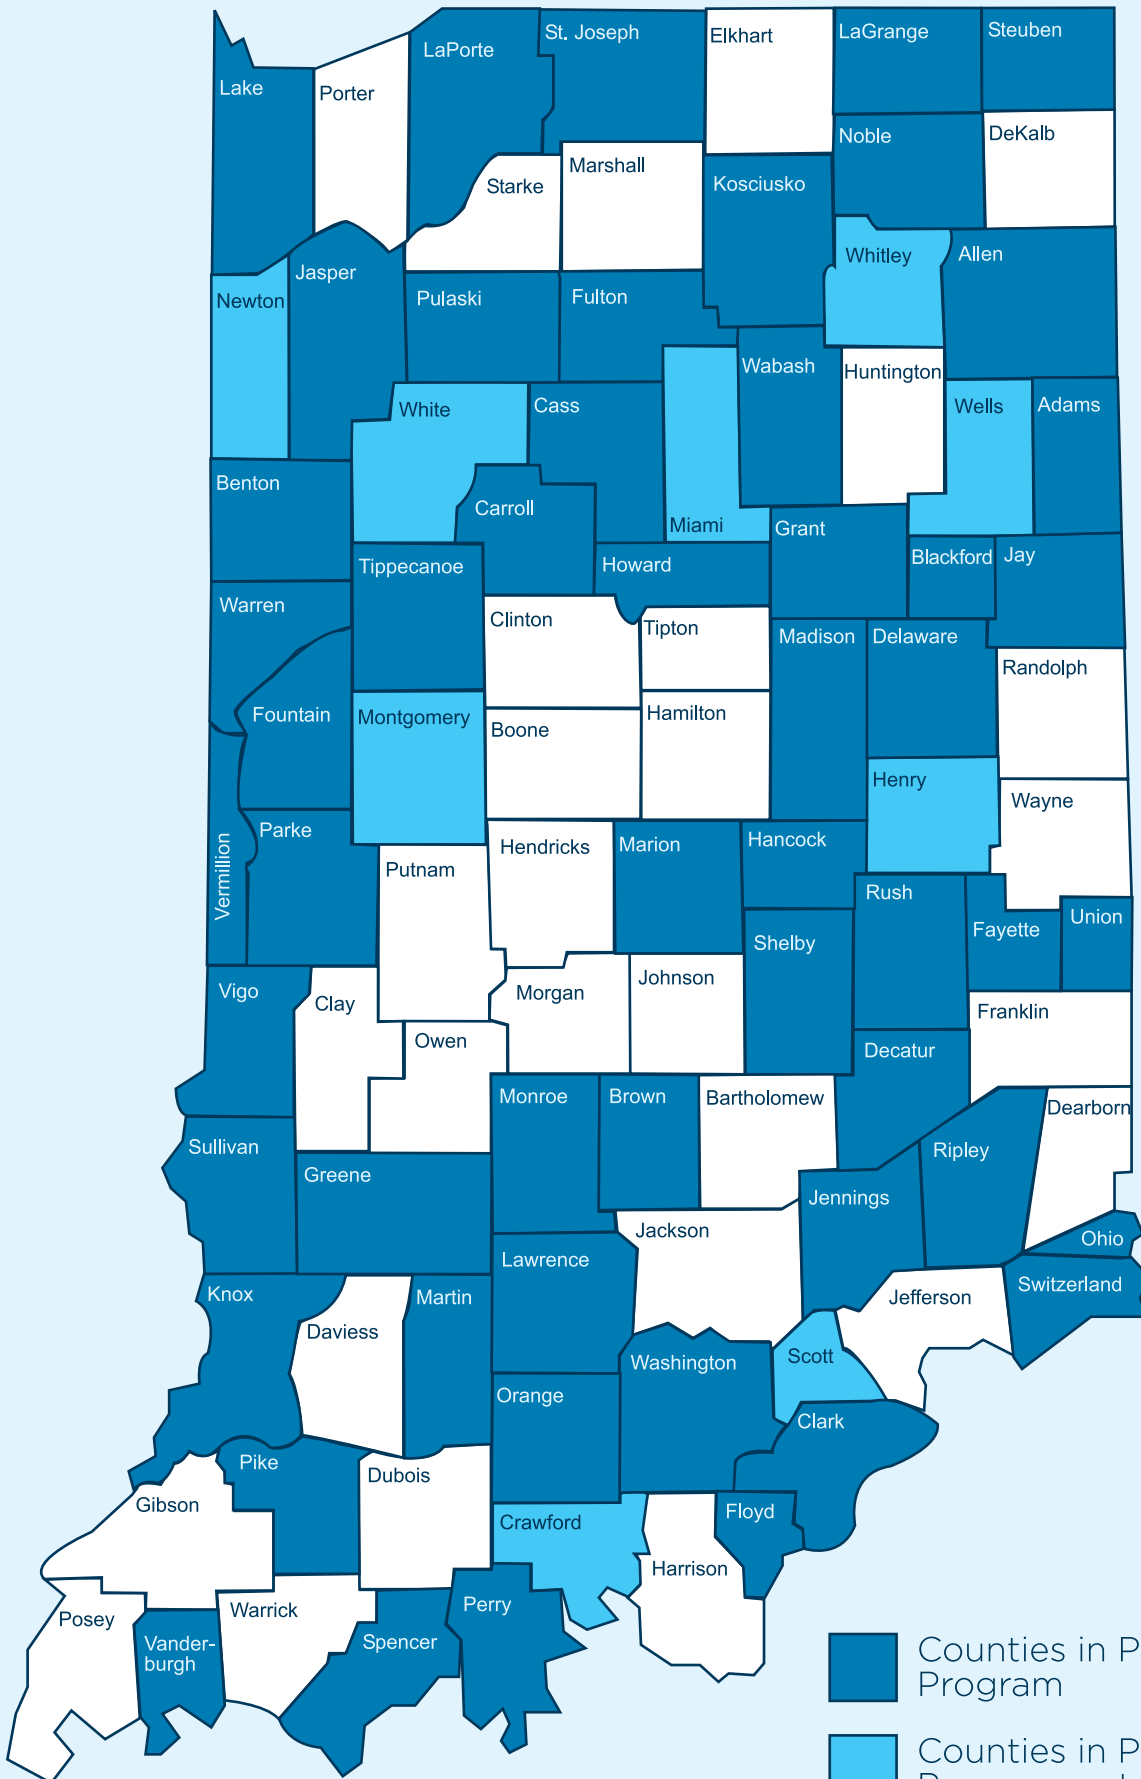 St. Joseph
Elkhart
LaGrange
Steuben
LaPorte
Lake
Porter
Noble
DeKalb
Marshall
Starke
Kosciusko
Whitley
Allen
Jasper
Newton
Pulaski
Fulton
Wabash
Huntington
White
Cass
Wells
Adams
Benton
Carroll
Miami
Grant
Blackford
Jay
Tippecanoe
Howard
Warren
Clinton
Tipton
Madison
Delaware
Randolph
Fountain
Montgomery
Boone
Hamilton
Henry
Wayne
Vermillion
Parke
Putnam
Hendricks
Marion
Hancock
Rush
Fayette
Union
Shelby
Vigo
Clay
Morgan
Johnson
Franklin
Owen
Decatur
Monroe
Brown
Bartholomew
Dearborn
Sullivan
Greene
Ripley
Jennings
Jackson
Ohio
Lawrence
Knox
Martin
Jefferson
Switzerland
Daviess
Washington
Scott
Orange
Clark
Pike
Dubois
Gibson
Crawford
Floyd
Harrison
Posey
Warrick
Perry
Vander-
burgh
Spencer
Counties in P
Program
Counties in P